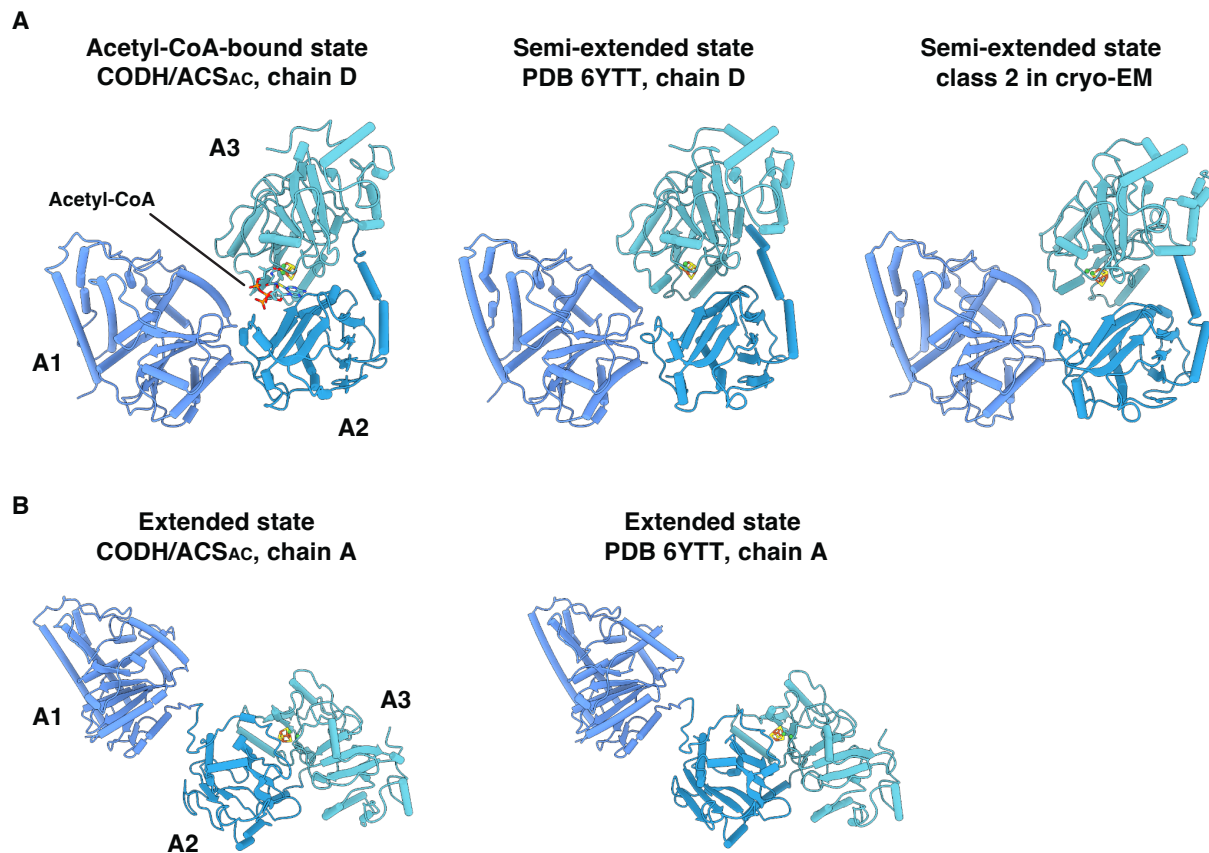 A
Acetyl-CoA-bound state
CODH/ACSAC, chain D
Semi-extended state
PDB 6YTT, chain D
Semi-extended state
class 2 in cryo-EM
A3
Acetyl-CoA
A1
A2
B
Extended state
CODH/ACSAC, chain A
Extended state
PDB 6YTT, chain A
A1
A3
A2